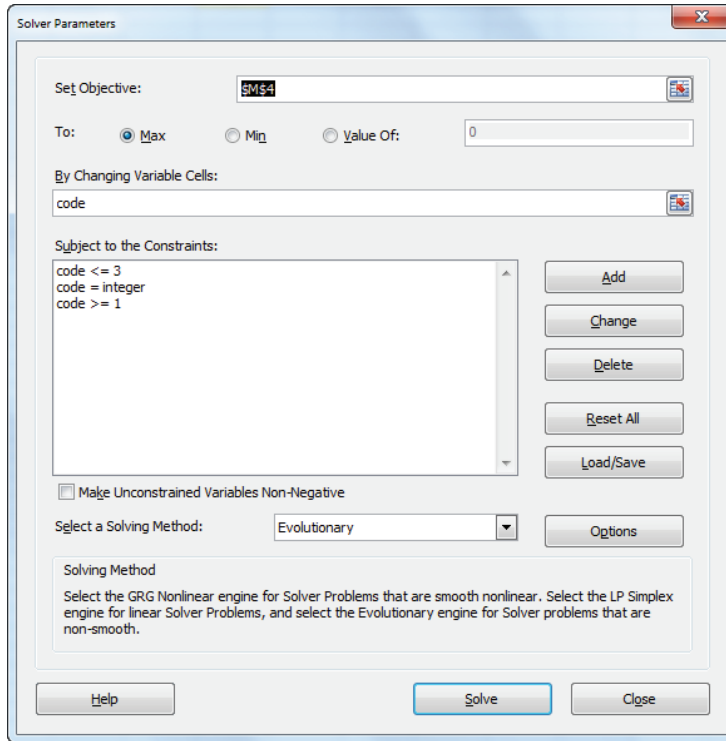 Solver Parameters
X
Set Objective: $M$4
To: Max Min Value Of: 0
By Changing Variable Cells:
code
Subject to the Constraints:
code <= 3
code = integer
code >= 1
Add
Change
Delete
Reset All
Load/Save
Make Unconstrained Variables Non-Negative
Select a Solving Method: Evolutionary
Options
Solving Method
Select the GRG Nonlinear engine for Solver Problems that are smooth nonlinear. Select the LP Simplex
engine for linear Solver Problems, and select the Evolutionary engine for Solver problems that are
non-smooth.
Help Solve Close